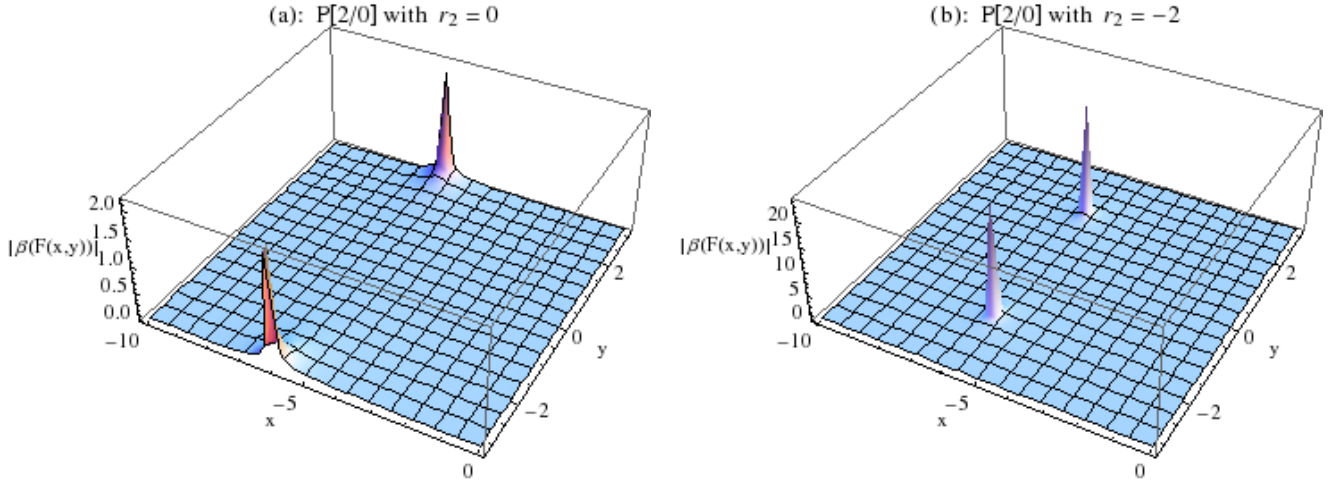 (a): P[2/0] with r₂ = 0
2.0
1.5
|β(F(x,y))|
1.0
0.5
0.0
−10
−5
x
0
−2
0
y
2
(b): P[2/0] with r₂ = −2
20
15
|β(F(x,y))|
10
5
0
−10
−5
x
0
−2
0
y
2